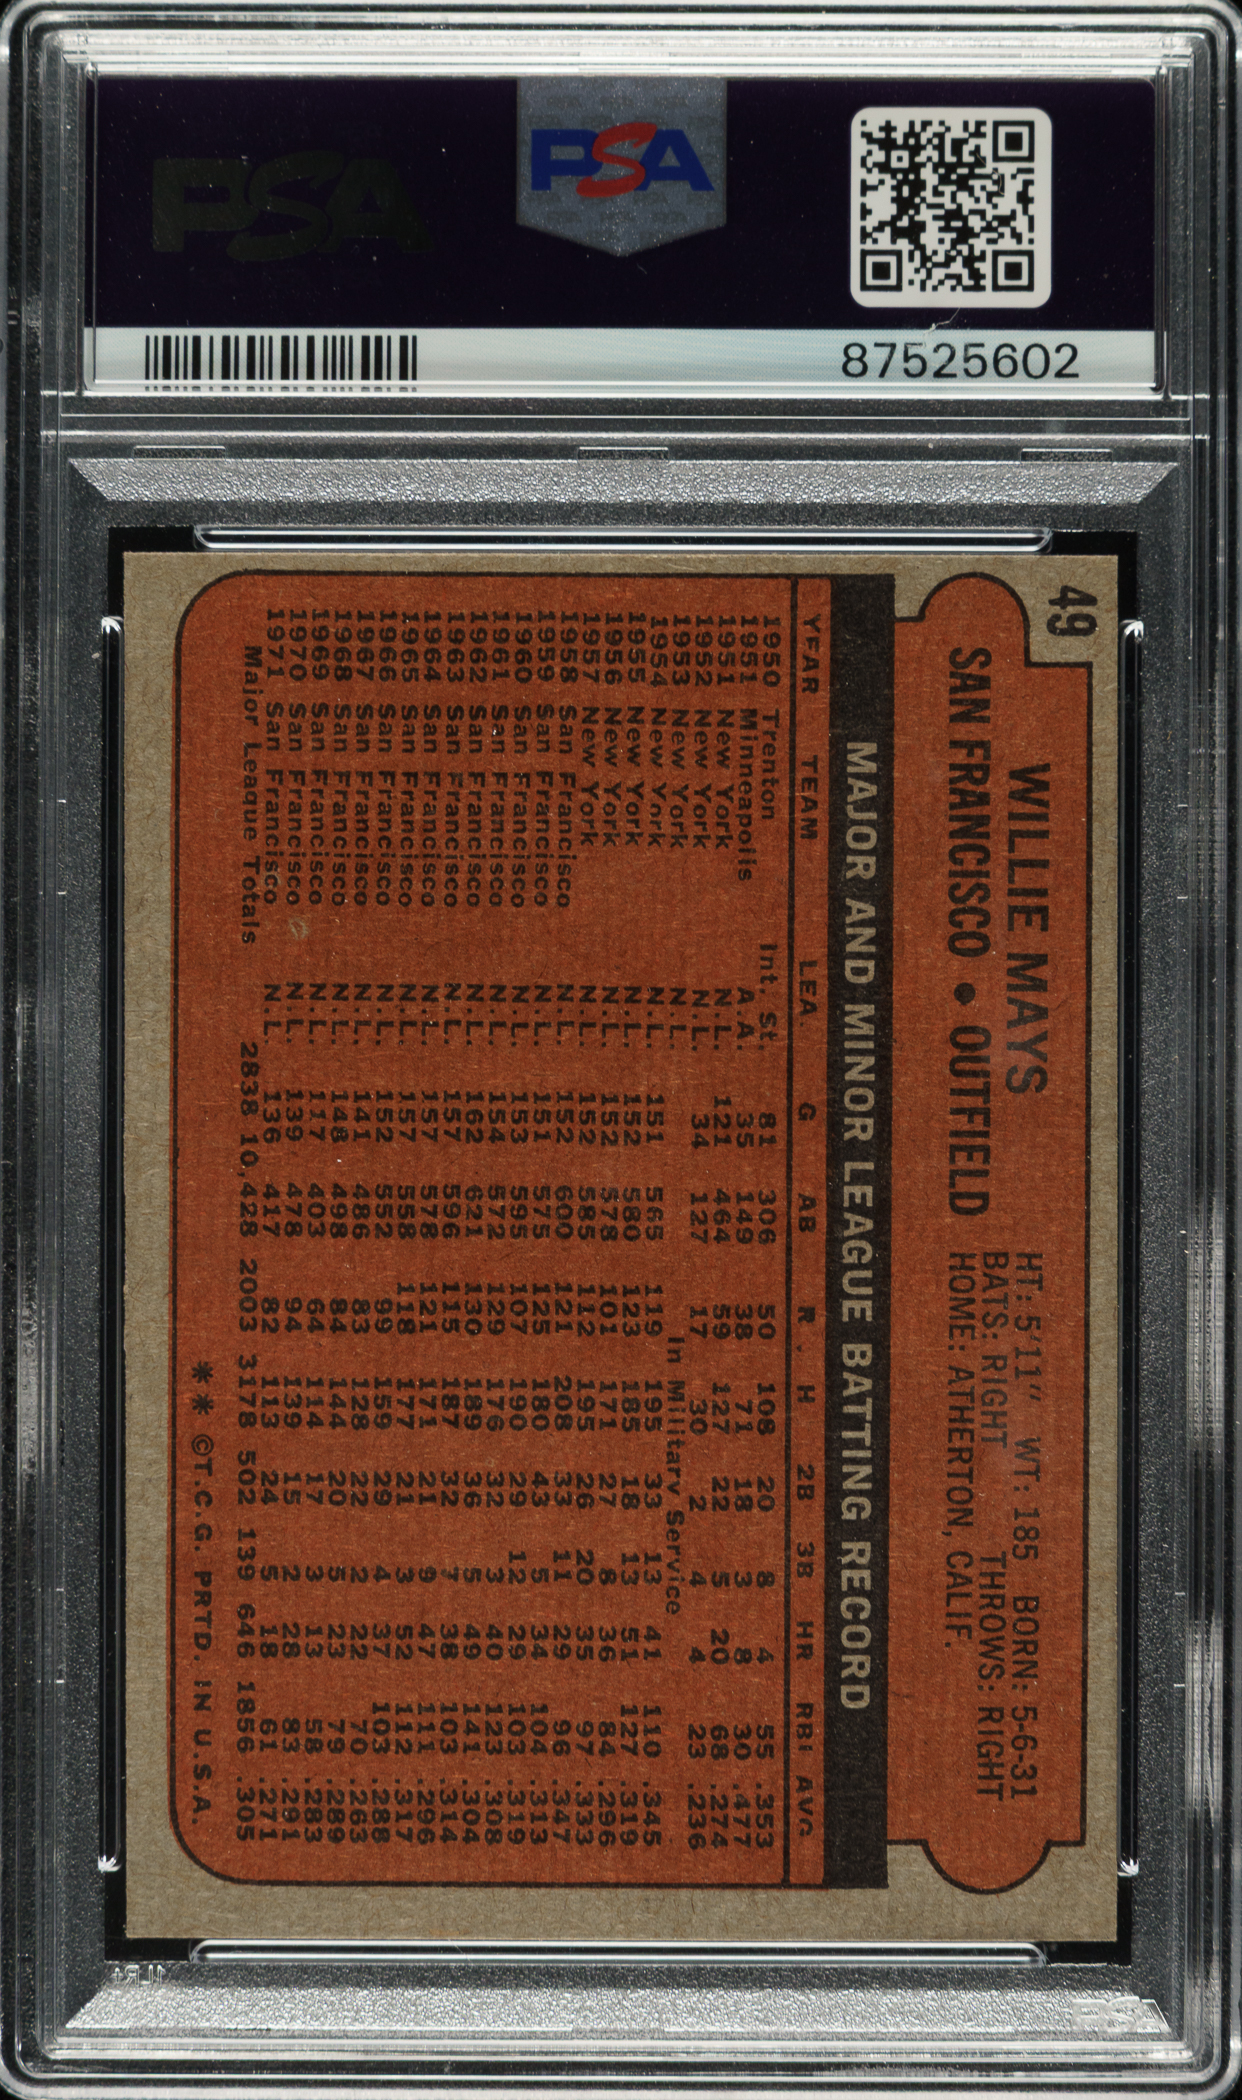 PSA
PSA
87525602
49
WILLIE MAYS
SAN FRANCISCO • OUTFIELD
HT: 5'11" WT: 185 BORN: 5-6-31
BATS: RIGHT THROWS: RIGHT
HOME: ATHERTON, CALIF.
MAJOR AND MINOR LEAGUE BATTING RECORD
YEAR TEAM LEA. G AB R. H 2B 3B HR RBI AVG.
1950 Trenton Int. St. 81 306 50 108 20 8 4 55 .353
1951 Minneapolis A.A. 35 149 38 71 18 3 8 30 .477
1951 New York N.L. 121 464 59 127 22 5 20 68 .274
1952 New York N.L. 34 127 17 30 2 4 4 23 .236
1953 New York N.L. In Military Service
1954 New York N.L. 151 565 119 195 33 13 41 110 .345
1955 New York N.L. 152 580 123 185 18 13 51 127 .319
1956 New York N.L. 152 578 101 171 27 8 36 84 .296
1957 New York N.L. 152 585 112 195 26 20 35 97 .333
1958 San Francisco N.L. 152 600 121 208 33 11 29 96 .347
1959 San Francisco N.L. 151 575 125 180 43 5 34 104 .313
1960 San Francisco N.L. 153 595 107 190 29 12 29 103 .319
1961 San Francisco N.L. 154 572 129 176 32 3 40 123 .308
1962 San Francisco N.L. 162 621 130 189 36 5 49 141 .304
1963 San Francisco N.L. 157 596 115 187 32 7 38 103 .314
1964 San Francisco N.L. 157 578 121 171 21 9 47 111 .296
1965 San Francisco N.L. 157 558 118 177 21 3 52 112 .317
1966 San Francisco N.L. 152 552 99 159 29 4 37 103 .288
1967 San Francisco N.L. 141 486 83 128 22 2 22 70 .263
1968 San Francisco N.L. 148 498 84 144 20 5 23 79 .289
1969 San Francisco N.L. 117 403 64 114 17 3 13 58 .283
1970 San Francisco N.L. 139 478 94 139 15 2 28 83 .291
1971 San Francisco N.L. 136 417 82 113 24 5 18 61 .271
Major League Totals 2838 10,428 2003 3178 502 139 646 1856 .305
** ©T.C.G. PRTD. IN U.S.A.
PSA